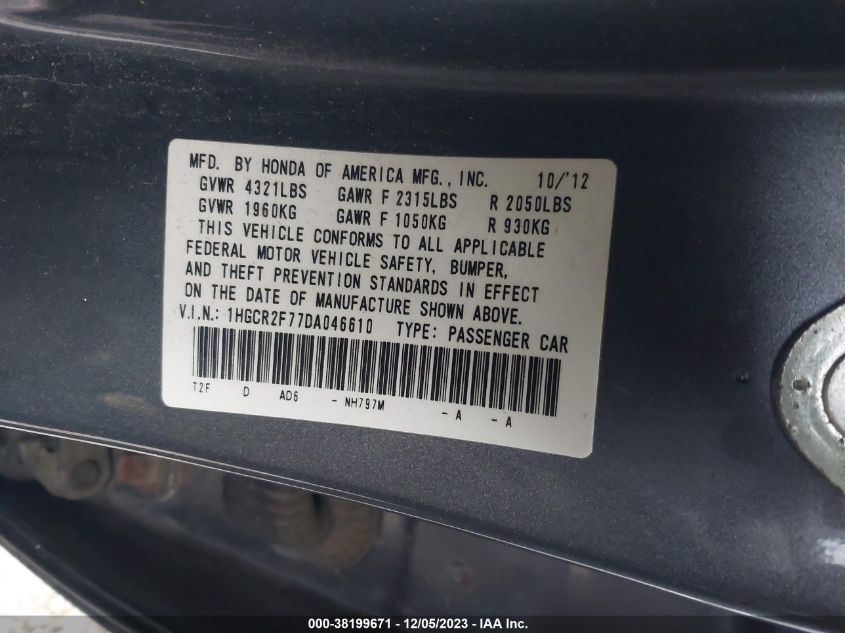 MFD. BY HONDA OF AMERICA MFG., INC. 10/'12
GVWR 4321LBS GAWR F 2315LBS R 2050LBS
GVWR 1960KG GAWR F 1050KG R 930KG
THIS VEHICLE CONFORMS TO ALL APPLICABLE
FEDERAL MOTOR VEHICLE SAFETY, BUMPER,
AND THEFT PREVENTION STANDARDS IN EFFECT
ON THE DATE OF MANUFACTURE SHOWN ABOVE.
V.I.N.: 1HGCR2F77DA046610 TYPE: PASSENGER CAR
T2F D AD6 - NH797M - A - A
000-38199671 - 12/05/2023 - IAA Inc.